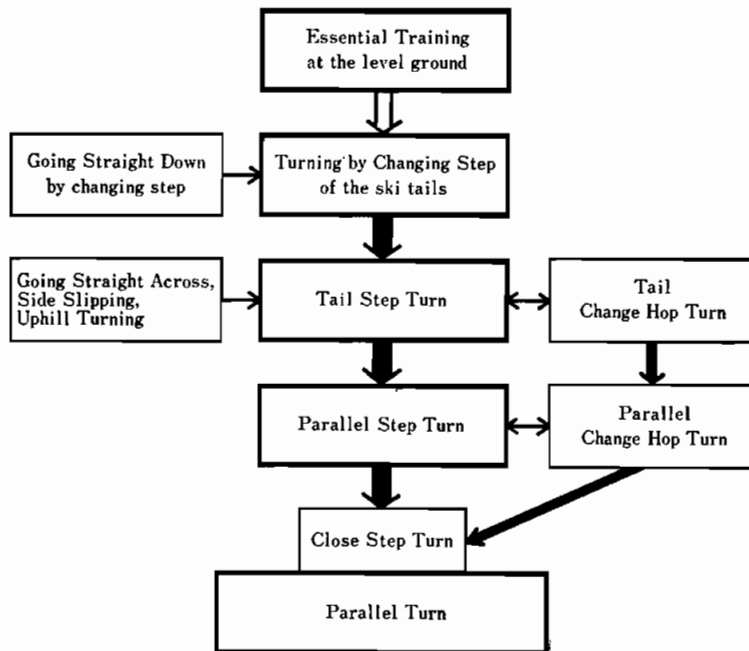 Essential Training
at the level ground
Going Straight Down
by changing step
Turning by Changing Step
of the ski tails
Going Straight Across,
Side Slipping,
Uphill Turning
Tail Step Turn
Tail
Change Hop Turn
Parallel Step Turn
Parallel
Change Hop Turn
Close Step Turn
Parallel Turn